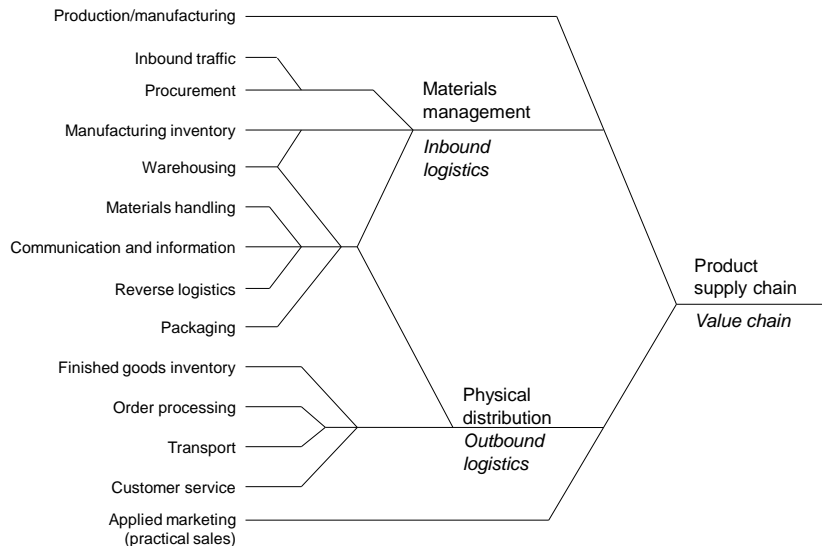 Production/manufacturing
Inbound traffic
Procurement
Manufacturing inventory
Warehousing
Materials handling
Communication and information
Reverse logistics
Packaging
Finished goods inventory
Order processing
Transport
Customer service
Applied marketing
(practical sales)
Materials
management
Inbound
logistics
Physical
distribution
Outbound
logistics
Product
supply chain
Value chain